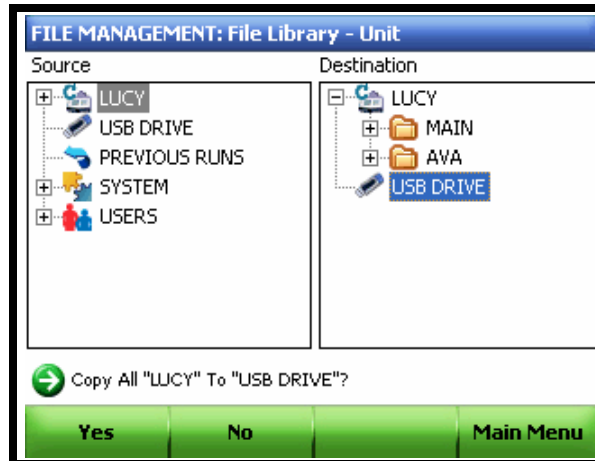 FILE MANAGEMENT: File Library - Unit
Source
Destination
LUCY
USB DRIVE
PREVIOUS RUNS
SYSTEM
USERS
LUCY
MAIN
AVA
USB DRIVE
Copy All "LUCY" To "USB DRIVE"?
Yes
No
Main Menu